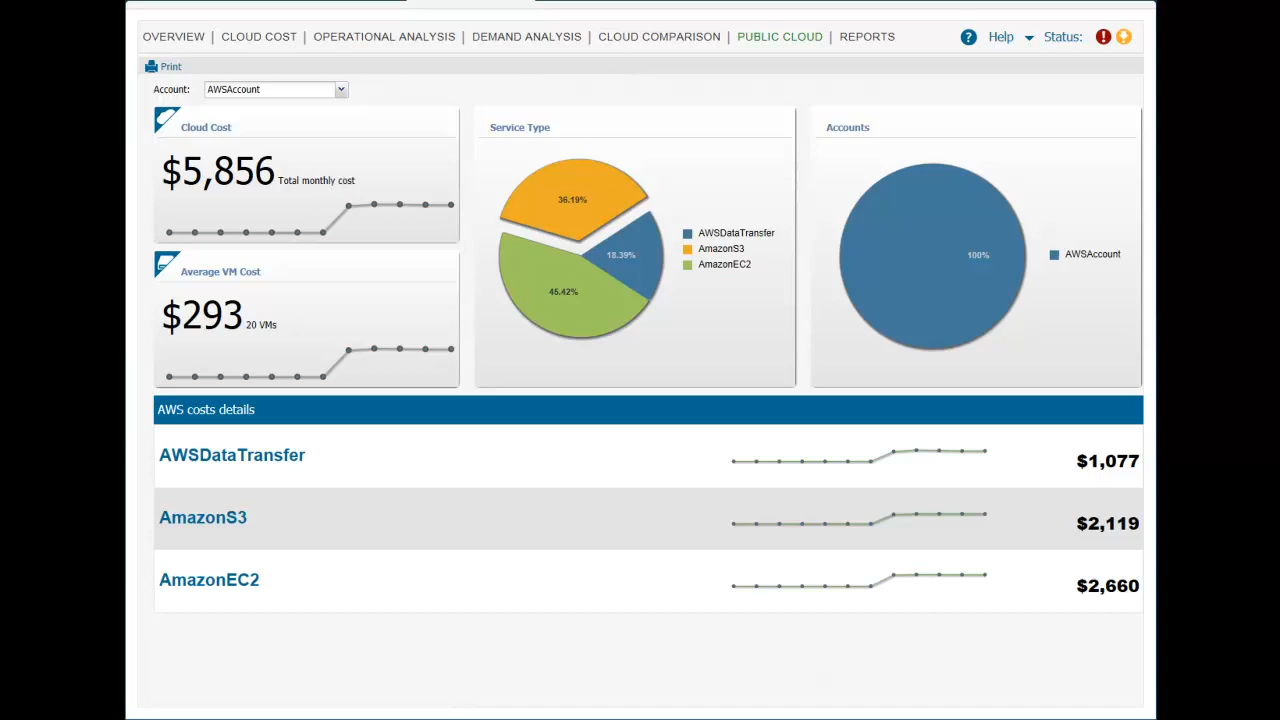 OVERVIEW | CLOUD COST | OPERATIONAL ANALYSIS | DEMAND ANALYSIS | CLOUD COMPARISON | PUBLIC CLOUD | REPORTS ? Help Status: !
Print
Account: AWSAccount
Cloud Cost
$5,856 Total monthly cost
Average VM Cost
$293 20 VMs
Service Type
36.19%
18.39%
45.42%
AWSDataTransfer
AmazonS3
AmazonEC2
Accounts
100%
AWSAccount
AWS costs details
AWSDataTransfer $1,077
AmazonS3 $2,119
AmazonEC2 $2,660